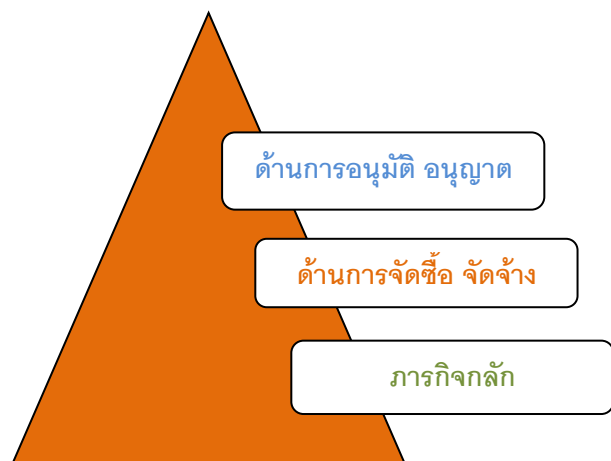 ด้านการอนุมัติ อนุญาต
ด้านการจัดซื้อ จัดจ้าง
ภารกิจกลัก